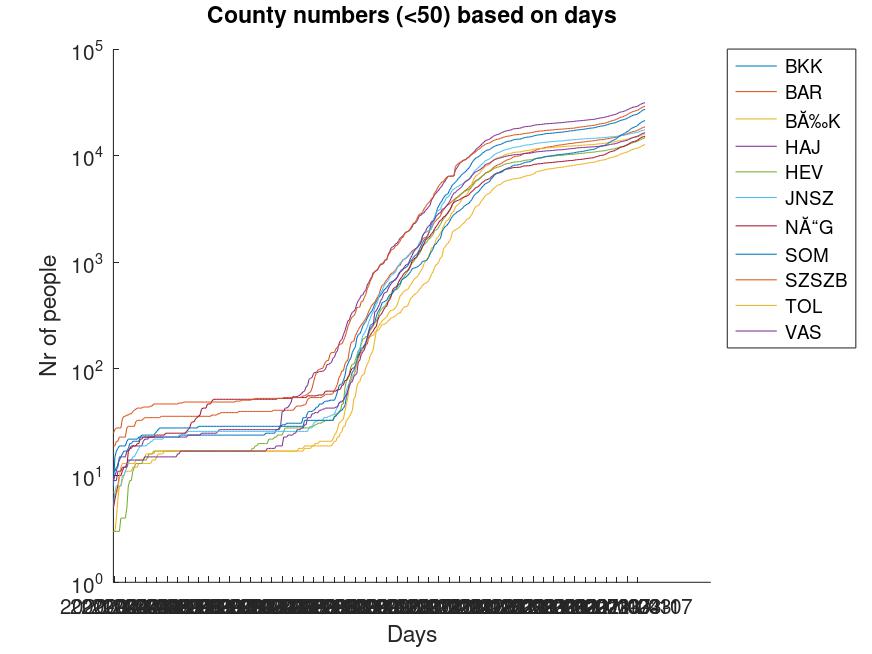 County numbers (<50) based on days
10^5
10^4
10^3
10^2
10^1
10^0
Nr of people
Days
BKK
BAR
BĂ‰K
HAJ
HEV
JNSZ
NĂ“G
SOM
SZSZB
TOL
VAS